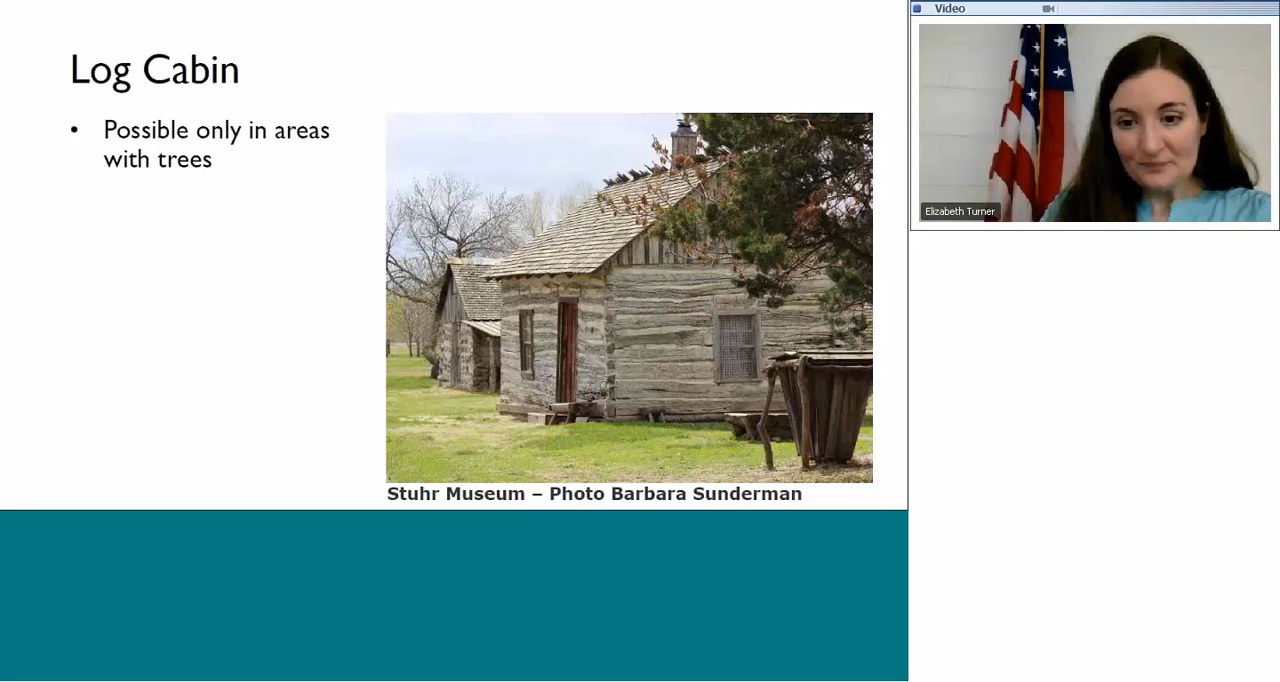 Log Cabin
• Possible only in areas
with trees
Stuhr Museum – Photo Barbara Sunderman
Video
Elizabeth Turner